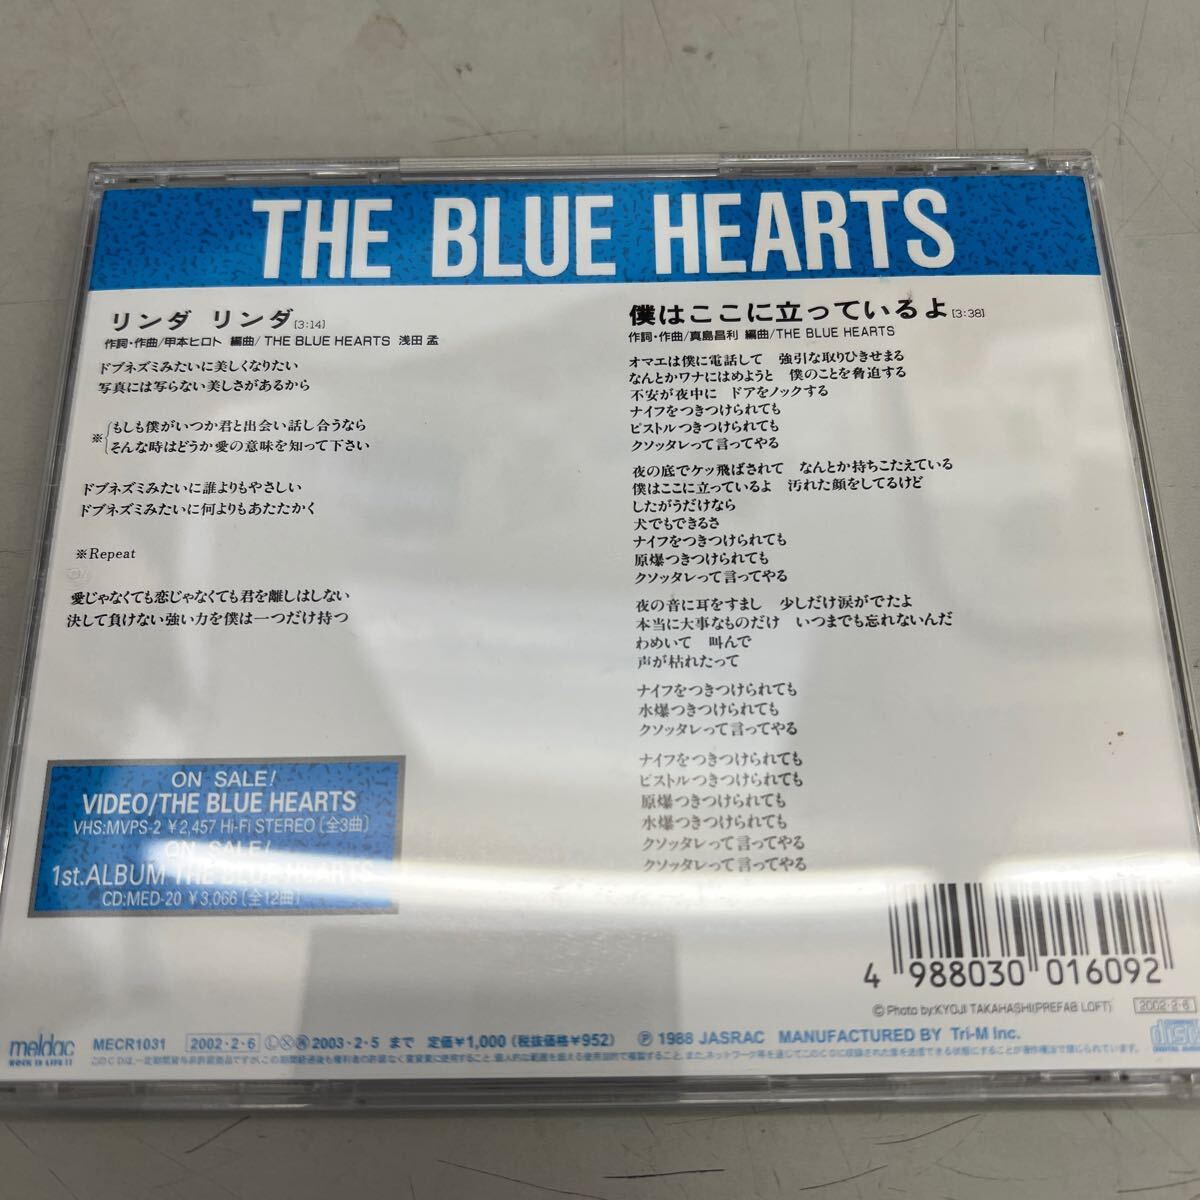 THE BLUE HEARTS
リンダ リンダ[3:14]
作詞・作曲/甲本ヒロト 編曲/THE BLUE HEARTS 浅田 孟
ドブネズミみたいに美しくなりたい
写真には写らない美しさがあるから
※
もしも僕がいつか君と出会い話し合うなら
そんな時はどうか愛の意味を知って下さい
ドブネズミみたいに誰よりもやさしい
ドブネズミみたいに何よりもあたたかく
※Repeat
愛じゃなくても恋じゃなくても君を離しはしない
決して負けない強い力を僕は一つだけ持つ
ON SALE!
VIDEO/THE BLUE HEARTS
VHS:MVPS-2 ¥2,457 Hi-Fi STEREO〔全3曲〕
ON SALE!
1st.ALBUM THE BLUE HEARTS
CD:MED-20 ¥3,066〔全12曲〕
僕はここに立っているよ[3:38]
作詞・作曲/真島昌利 編曲/THE BLUE HEARTS
オマエは僕に電話して 強引な取りひきせまる
なんとかワナにはめようと 僕のことを脅迫する
不安が夜中に ドアをノックする
ナイフをつきつけられても
ピストルつきつけられても
クソッタレって言ってやる
夜の底でケッ飛ばされて なんとか持ちこたえている
僕はここに立っているよ 汚れた顔をしてるけど
したがうだけなら
犬でもできるさ
ナイフをつきつけられても
原爆つきつけられても
クソッタレって言ってやる
夜の音に耳をすまし 少しだけ涙がでたよ
本当に大事なものだけ いつまでも忘れないんだ
わめいて 叫んで
声が枯れたって
ナイフをつきつけられても
水爆つきつけられても
クソッタレって言ってやる
ナイフをつきつけられても
ピストルつきつけられても
原爆つきつけられても
水爆つきつけられても
クソッタレって言ってやる
クソッタレって言ってやる
4 988030 016092
©Photo by:KYOJI TAKAHASHI(PREFAB LOFT)
2002・2・6
meldac
MECR1031 2002・2・6 Ⓛ Ⓧ 再 2003・2・5 まで 定価¥1,000 (税抜価格¥952) Ⓟ 1988 JASRAC MANUFACTURED BY Tri-M Inc.